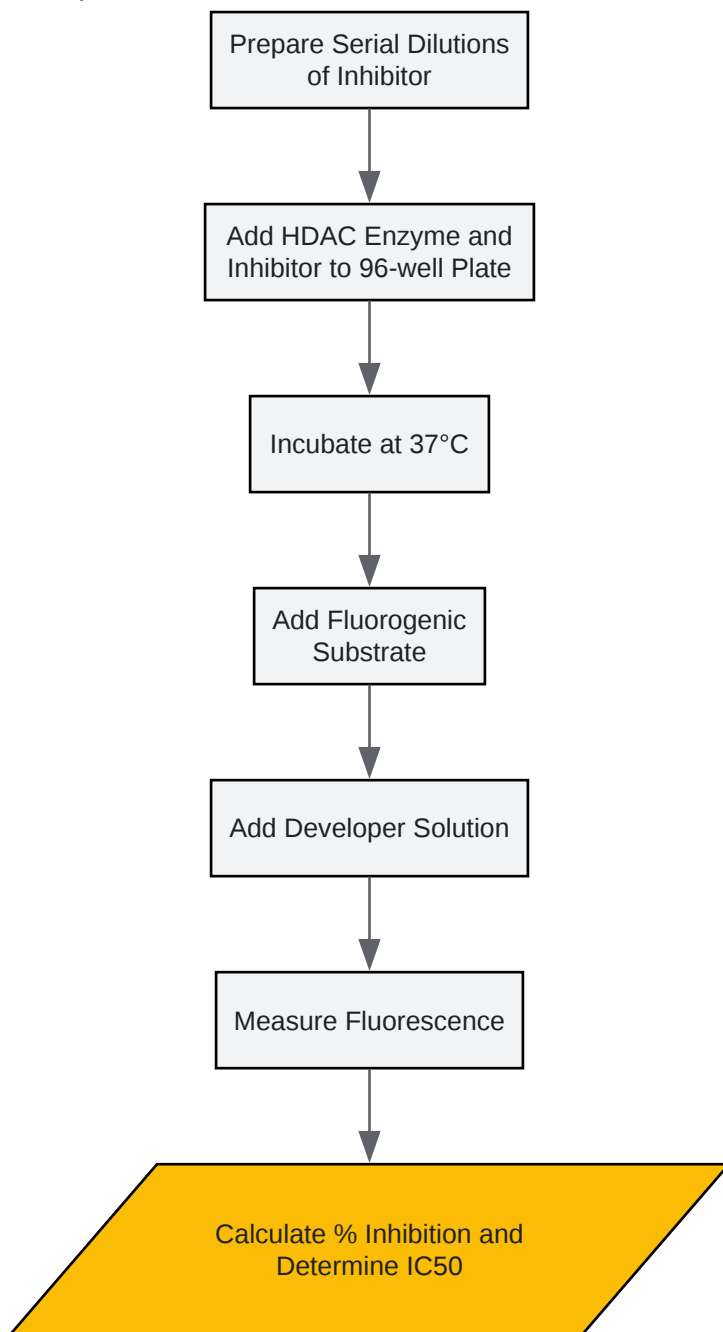 Prepare Serial Dilutions
of Inhibitor
Add HDAC Enzyme and
Inhibitor to 96-well Plate
Incubate at 37°C
Add Fluorogenic
Substrate
Add Developer Solution
Measure Fluorescence
Calculate % Inhibition and
Determine IC50